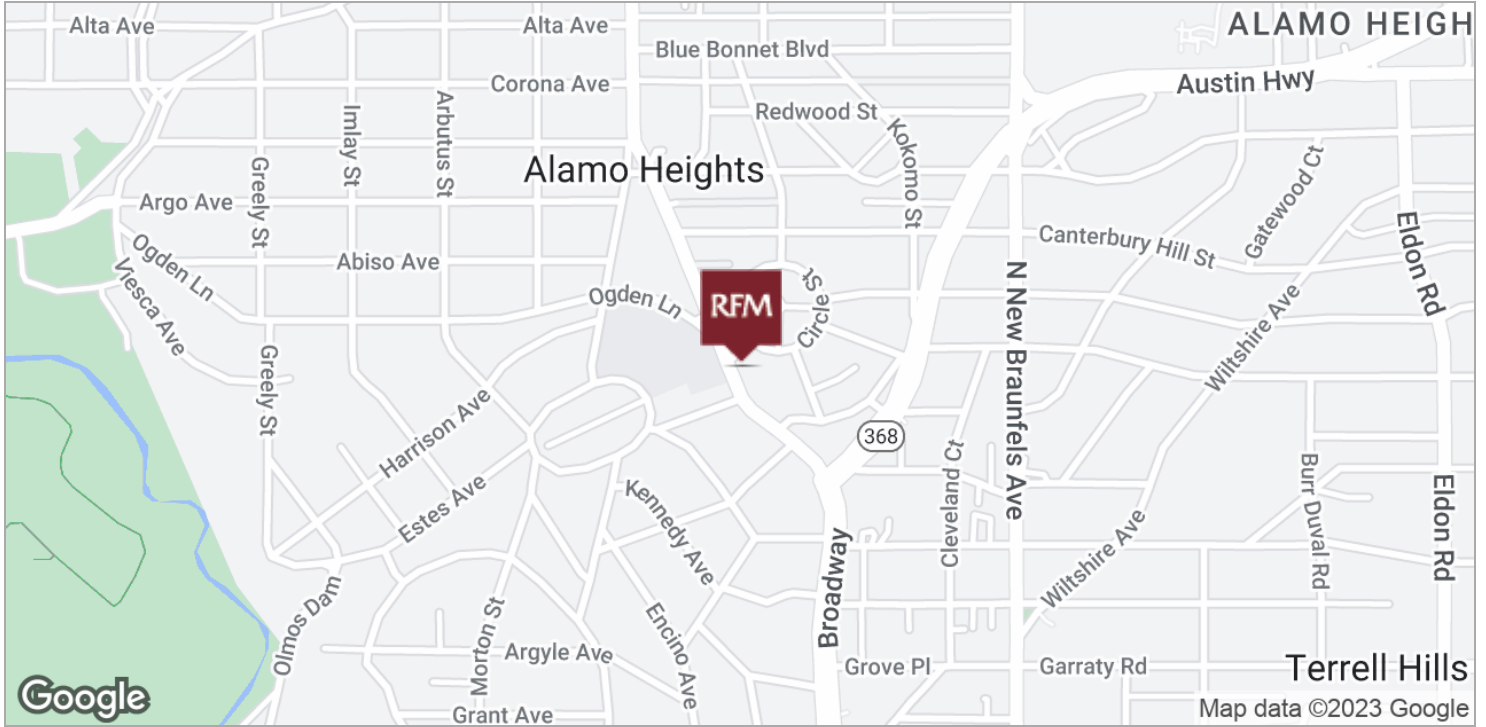 Alta Ave
Alta Ave
ALAMO HEIGH
Blue Bonnet Blvd
Corona Ave
Austin Hwy
Redwood St
Arbutus St
Imlay St
Kokomo St
Alamo Heights
Greely St
Gatewood Ct
Argo Ave
Canterbury Hill St
Eldon Rd
Ogden Ln
Abiso Ave
Viesca Ave
Ogden Ln
RFM
Circle St
N New Braunfels Ave
Wiltshire Ave
Greely St
Harrison Ave
368
Estes Ave
Kennedy Ave
Cleveland Ct
Burr Duval Rd
Eldon Rd
Broadway
Wiltshire Ave
Olmos Dam
Morton St
Encino Ave
Argyle Ave
Grove Pl
Garraty Rd
Terrell Hills
Google
Grant Ave
Map data ©2023 Google